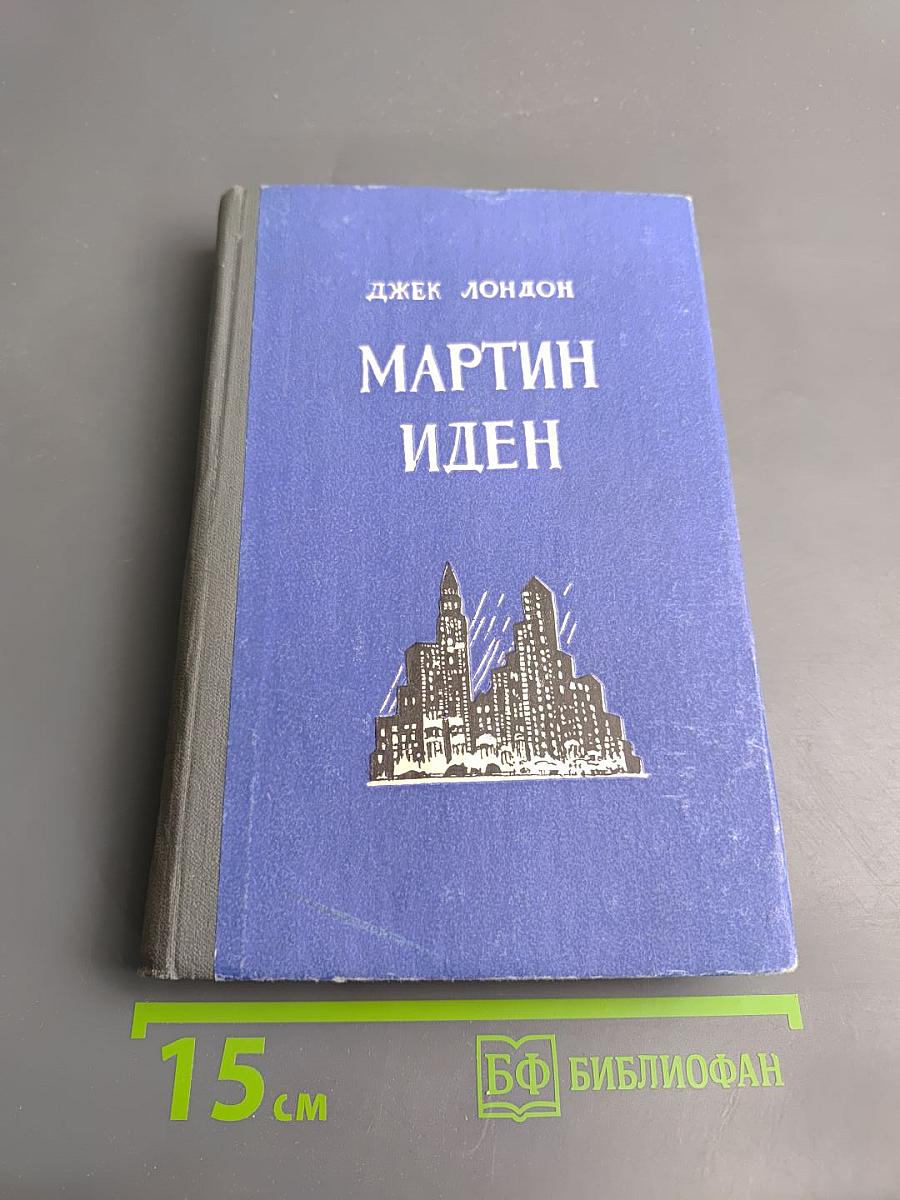 ДЖЕК ЛОНДОН
МАРТИН
ИДЕН
15 см
БФ БИБЛИОФАН